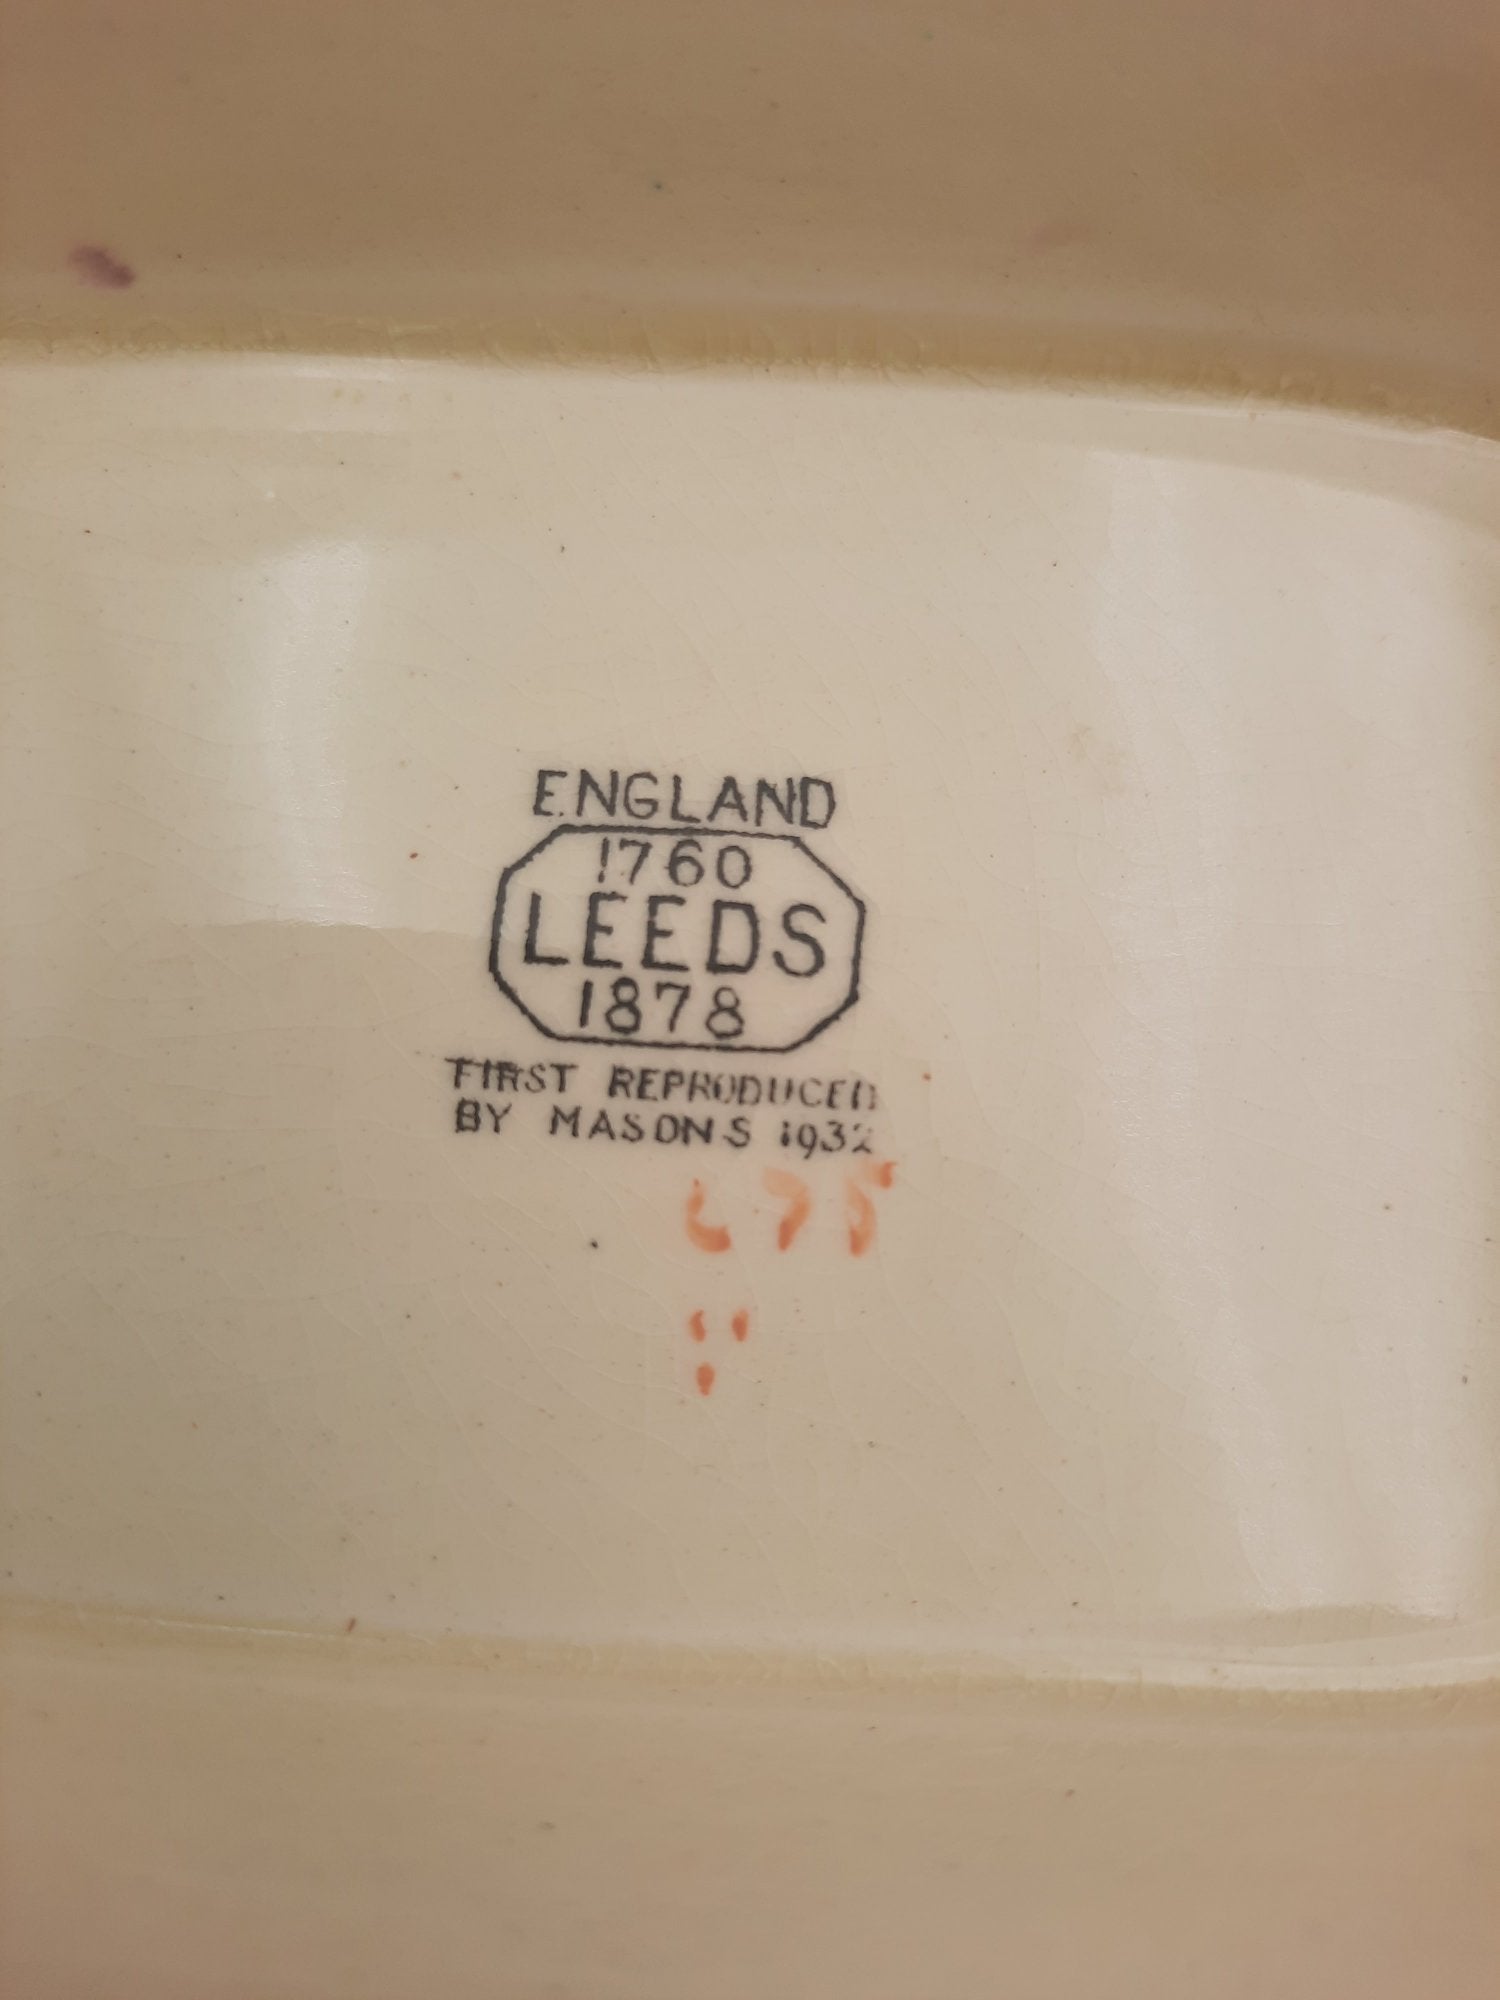 ENGLAND
1760
LEEDS
1878
FIRST REPRODUCED
BY MASONS 1932